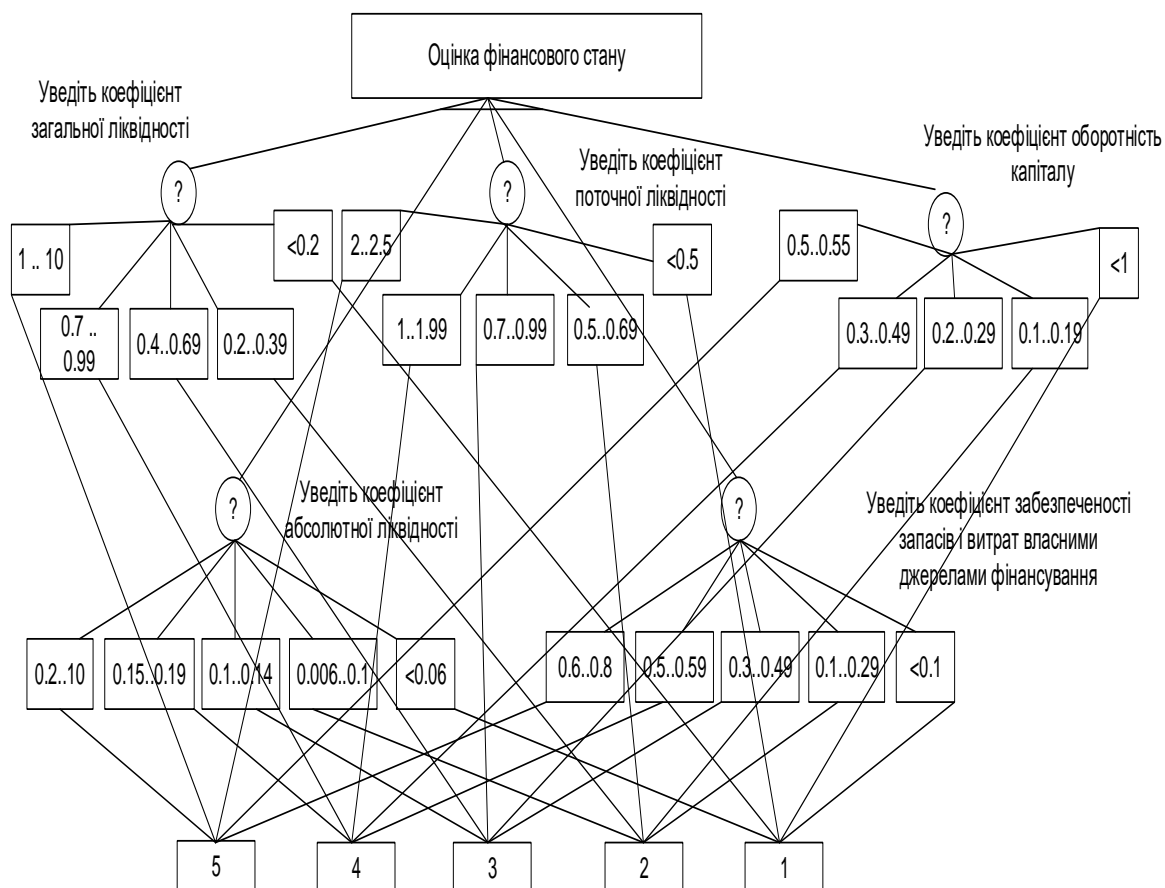 Оцінка фінансового стану
Уведіть коефіцієнт
загальної ліквідності
Уведіть коефіцієнт
поточної ліквідності
Уведіть коефіцієнт оборотність
капіталу
?
?
?
1 .. 10
<0.2
2..2.5
<0.5
0.5..0.55
<1
0.7 ..
0.99
0.4..0.69
0.2..0.39
1..1.99
0.7..0.99
0.5..0.69
0.3..0.49
0.2..0.29
0.1..0.19
?
Уведіть коефіцієнт
абсолютної ліквідності
?
Уведіть коефіцієнт забезпеченості
запасів і витрат власними
джерелами фінансування
0.2..10
0.15..0.19
0.1..0.14
0.006..0.1
<0.06
0.6..0.8
0.5..0.59
0.3..0.49
0.1..0.29
<0.1
5
4
3
2
1